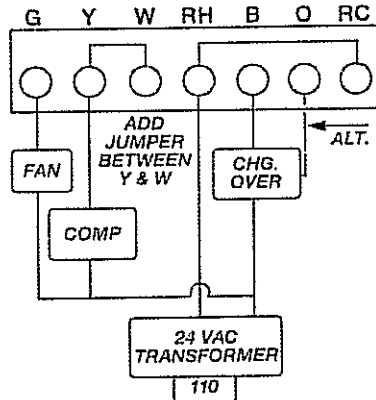 G Y W RH B O RC
ADD
JUMPER
BETWEEN
Y & W
ALT.
FAN
CHG.
OVER
COMP
24 VAC
TRANSFORMER
110